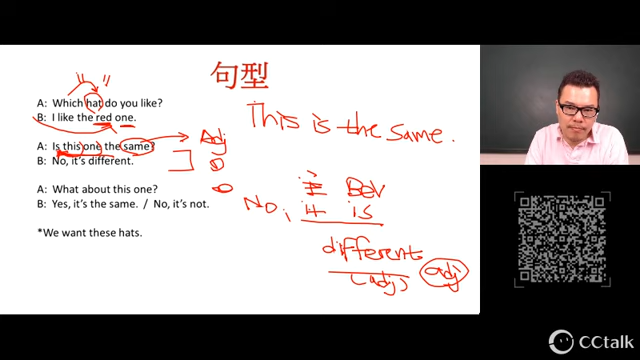 句型
A: Which hat do you like?
B: I like the red one.
A: Is this one the same?
B: No, it's different.
A: What about this one?
B: Yes, it's the same. / No, it's not.
*We want these hats.
This is the same.
Adj
BeV
No, it is
different
(adj) adj
CCtalk